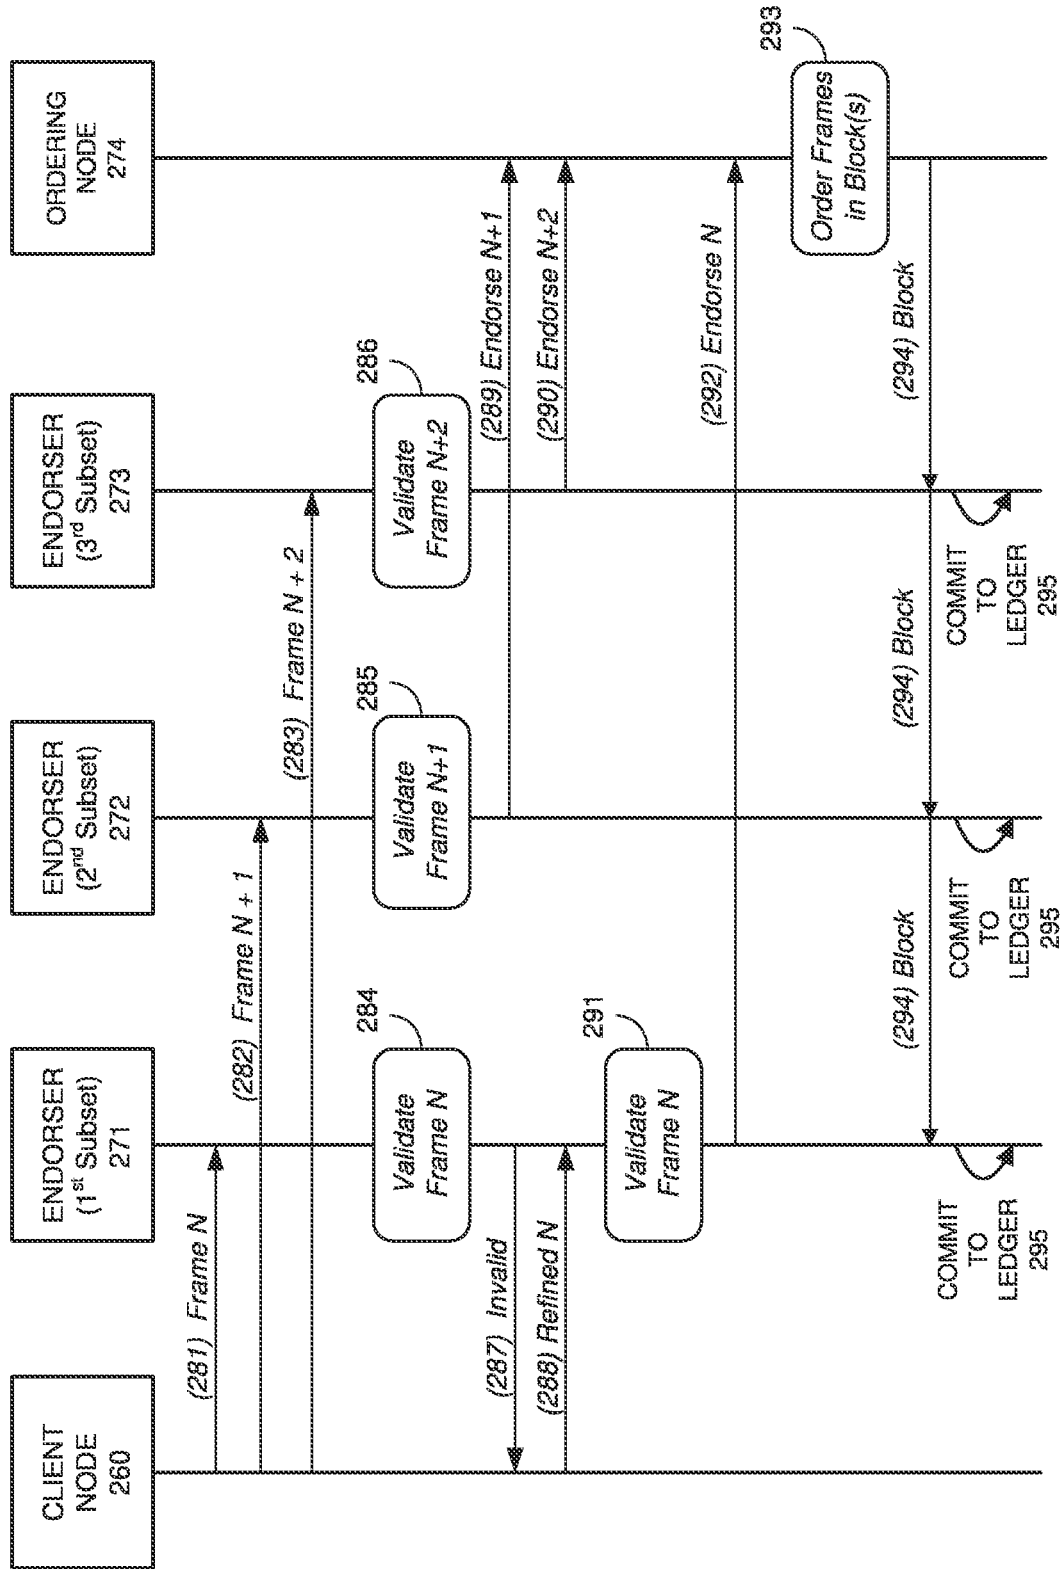 CLIENT
NODE
260
ENDORSER
(1st Subset)
271
ENDORSER
(2nd Subset)
272
ENDORSER
(3rd Subset)
273
ORDERING
NODE
274
(281) Frame N
(282) Frame N + 1
(283) Frame N + 2
Validate
Frame N
284
Validate
Frame N+1
285
Validate
Frame N+2
286
(287) Invalid
(289) Endorse N+1
(288) Refined N
(290) Endorse N+2
Validate
Frame N
291
(292) Endorse N
Order Frames
in Block(s)
293
(294) Block
(294) Block
(294) Block
COMMIT
TO
LEDGER
295
COMMIT
TO
LEDGER
295
COMMIT
TO
LEDGER
295